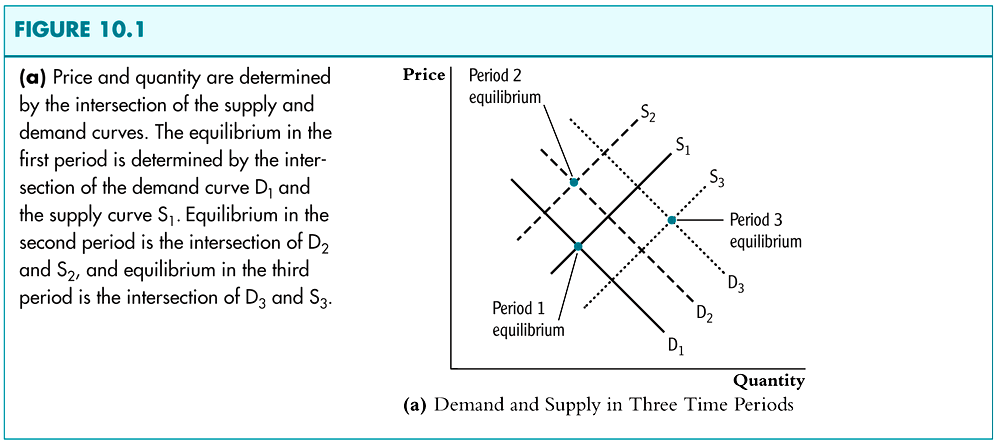 FIGURE 10.1
(a) Price and quantity are determined
by the intersection of the supply and
demand curves. The equilibrium in the
first period is determined by the inter-
section of the demand curve D₁ and
the supply curve S₁. Equilibrium in the
second period is the intersection of D₂
and S₂, and equilibrium in the third
period is the intersection of D₃ and S₃.
Price
Period 2
equilibrium
S₂
S₁
S₃
Period 3
equilibrium
D₃
Period 1
equilibrium
D₂
D₁
Quantity
(a) Demand and Supply in Three Time Periods